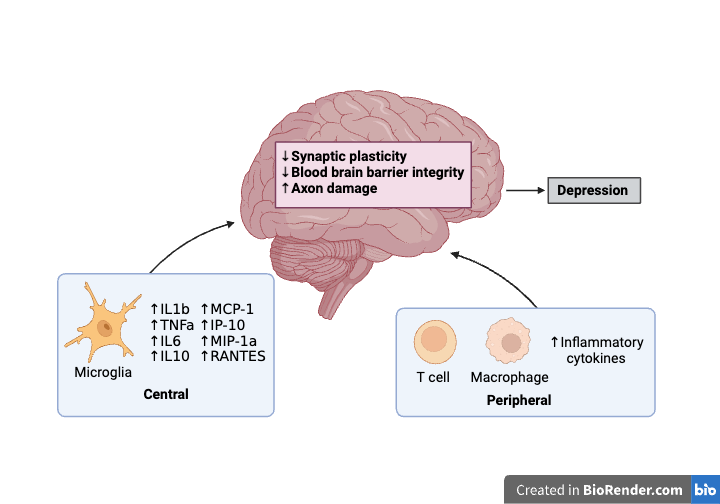 ↓Synaptic plasticity
↓Blood brain barrier integrity
↑Axon damage
Depression
↑IL1b ↑MCP-1
↑TNFa ↑IP-10
↑IL6 ↑MIP-1a
↑IL10 ↑RANTES
Microglia
Central
↑Inflammatory
cytokines
T cell
Macrophage
Peripheral
Created in BioRender.com bio